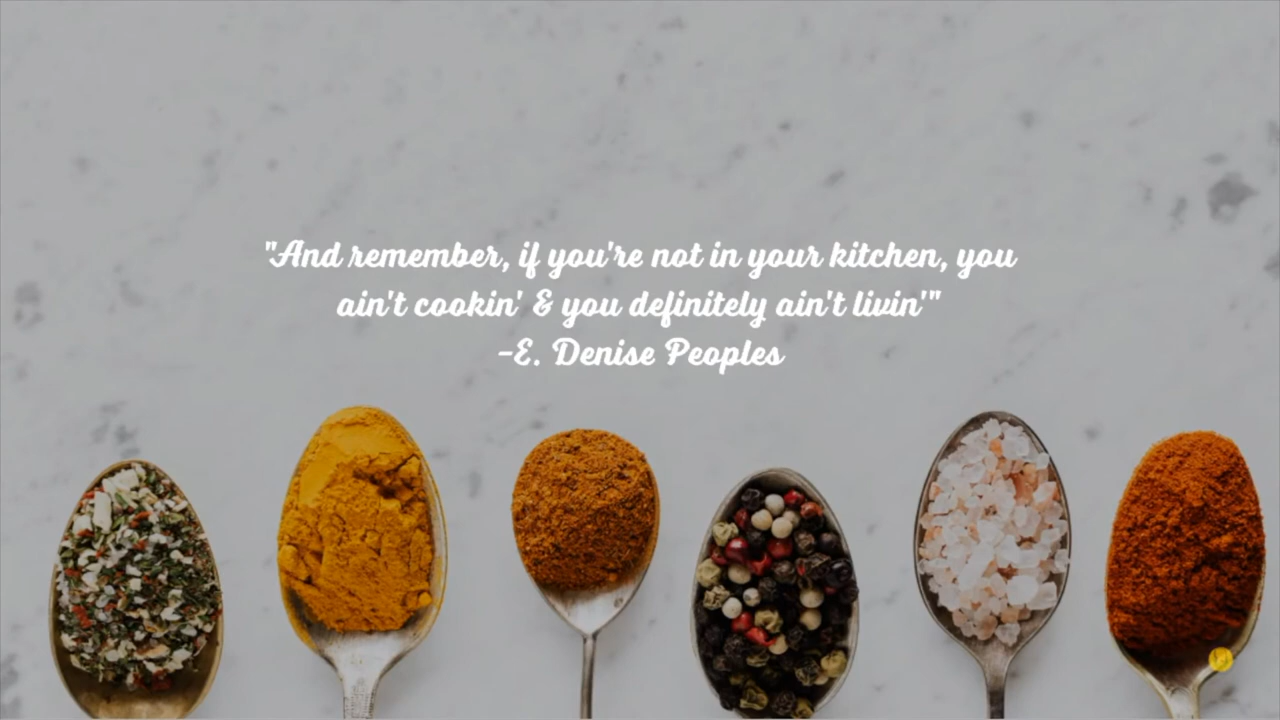 "And remember, if you're not in your kitchen, you
ain't cookin' & you definitely ain't livin'"
-E. Denise Peoples